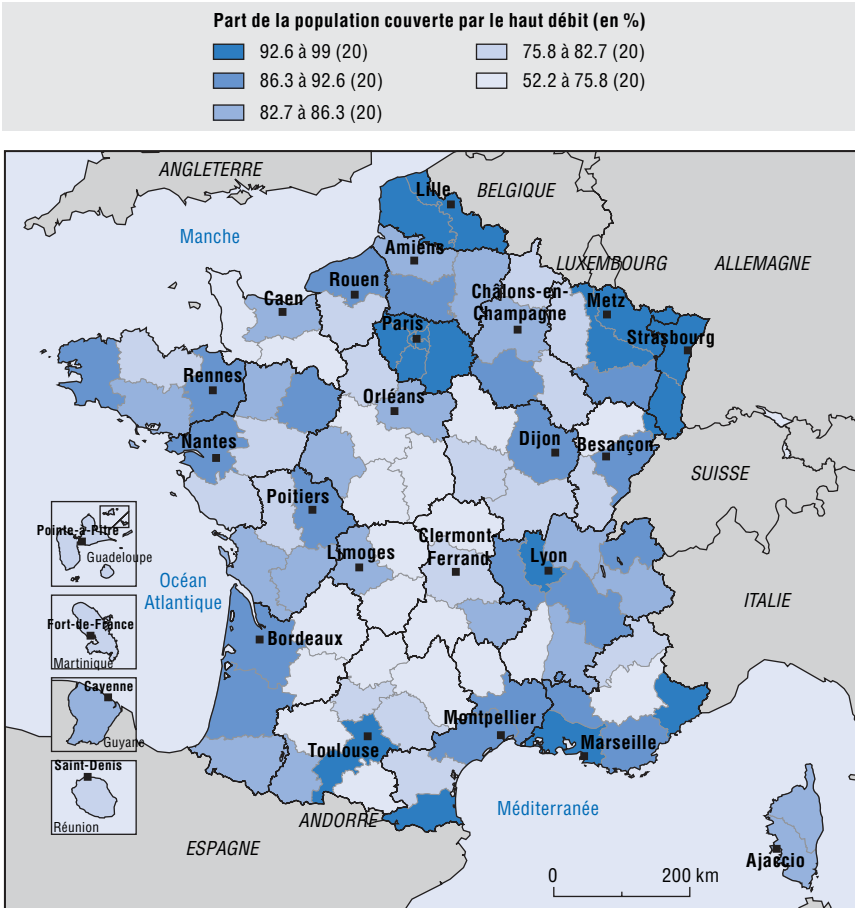 Part de la population couverte par le haut débit (en %)
92.6 à 99 (20)
75.8 à 82.7 (20)
86.3 à 92.6 (20)
52.2 à 75.8 (20)
82.7 à 86.3 (20)
ANGLETERRE
Lille
BELGIQUE
Manche
Amiens
LUXEMBOURG
ALLEMAGNE
Rouen
Caen
Châlons-en-
Champagne
Metz
Paris
Strasbourg
Rennes
Orléans
Nantes
Dijon
Besançon
SUISSE
Poitiers
Pointe-à-Pitre
Guadeloupe
Clermont-
Ferrand
Limoges
Lyon
Océan
Atlantique
ITALIE
Fort-de-France
Martinique
Bordeaux
Cayenne
Guyane
Montpellier
Toulouse
Marseille
Saint-Denis
Réunion
Méditerranée
ANDORRE
ESPAGNE
Ajaccio
0
200 km